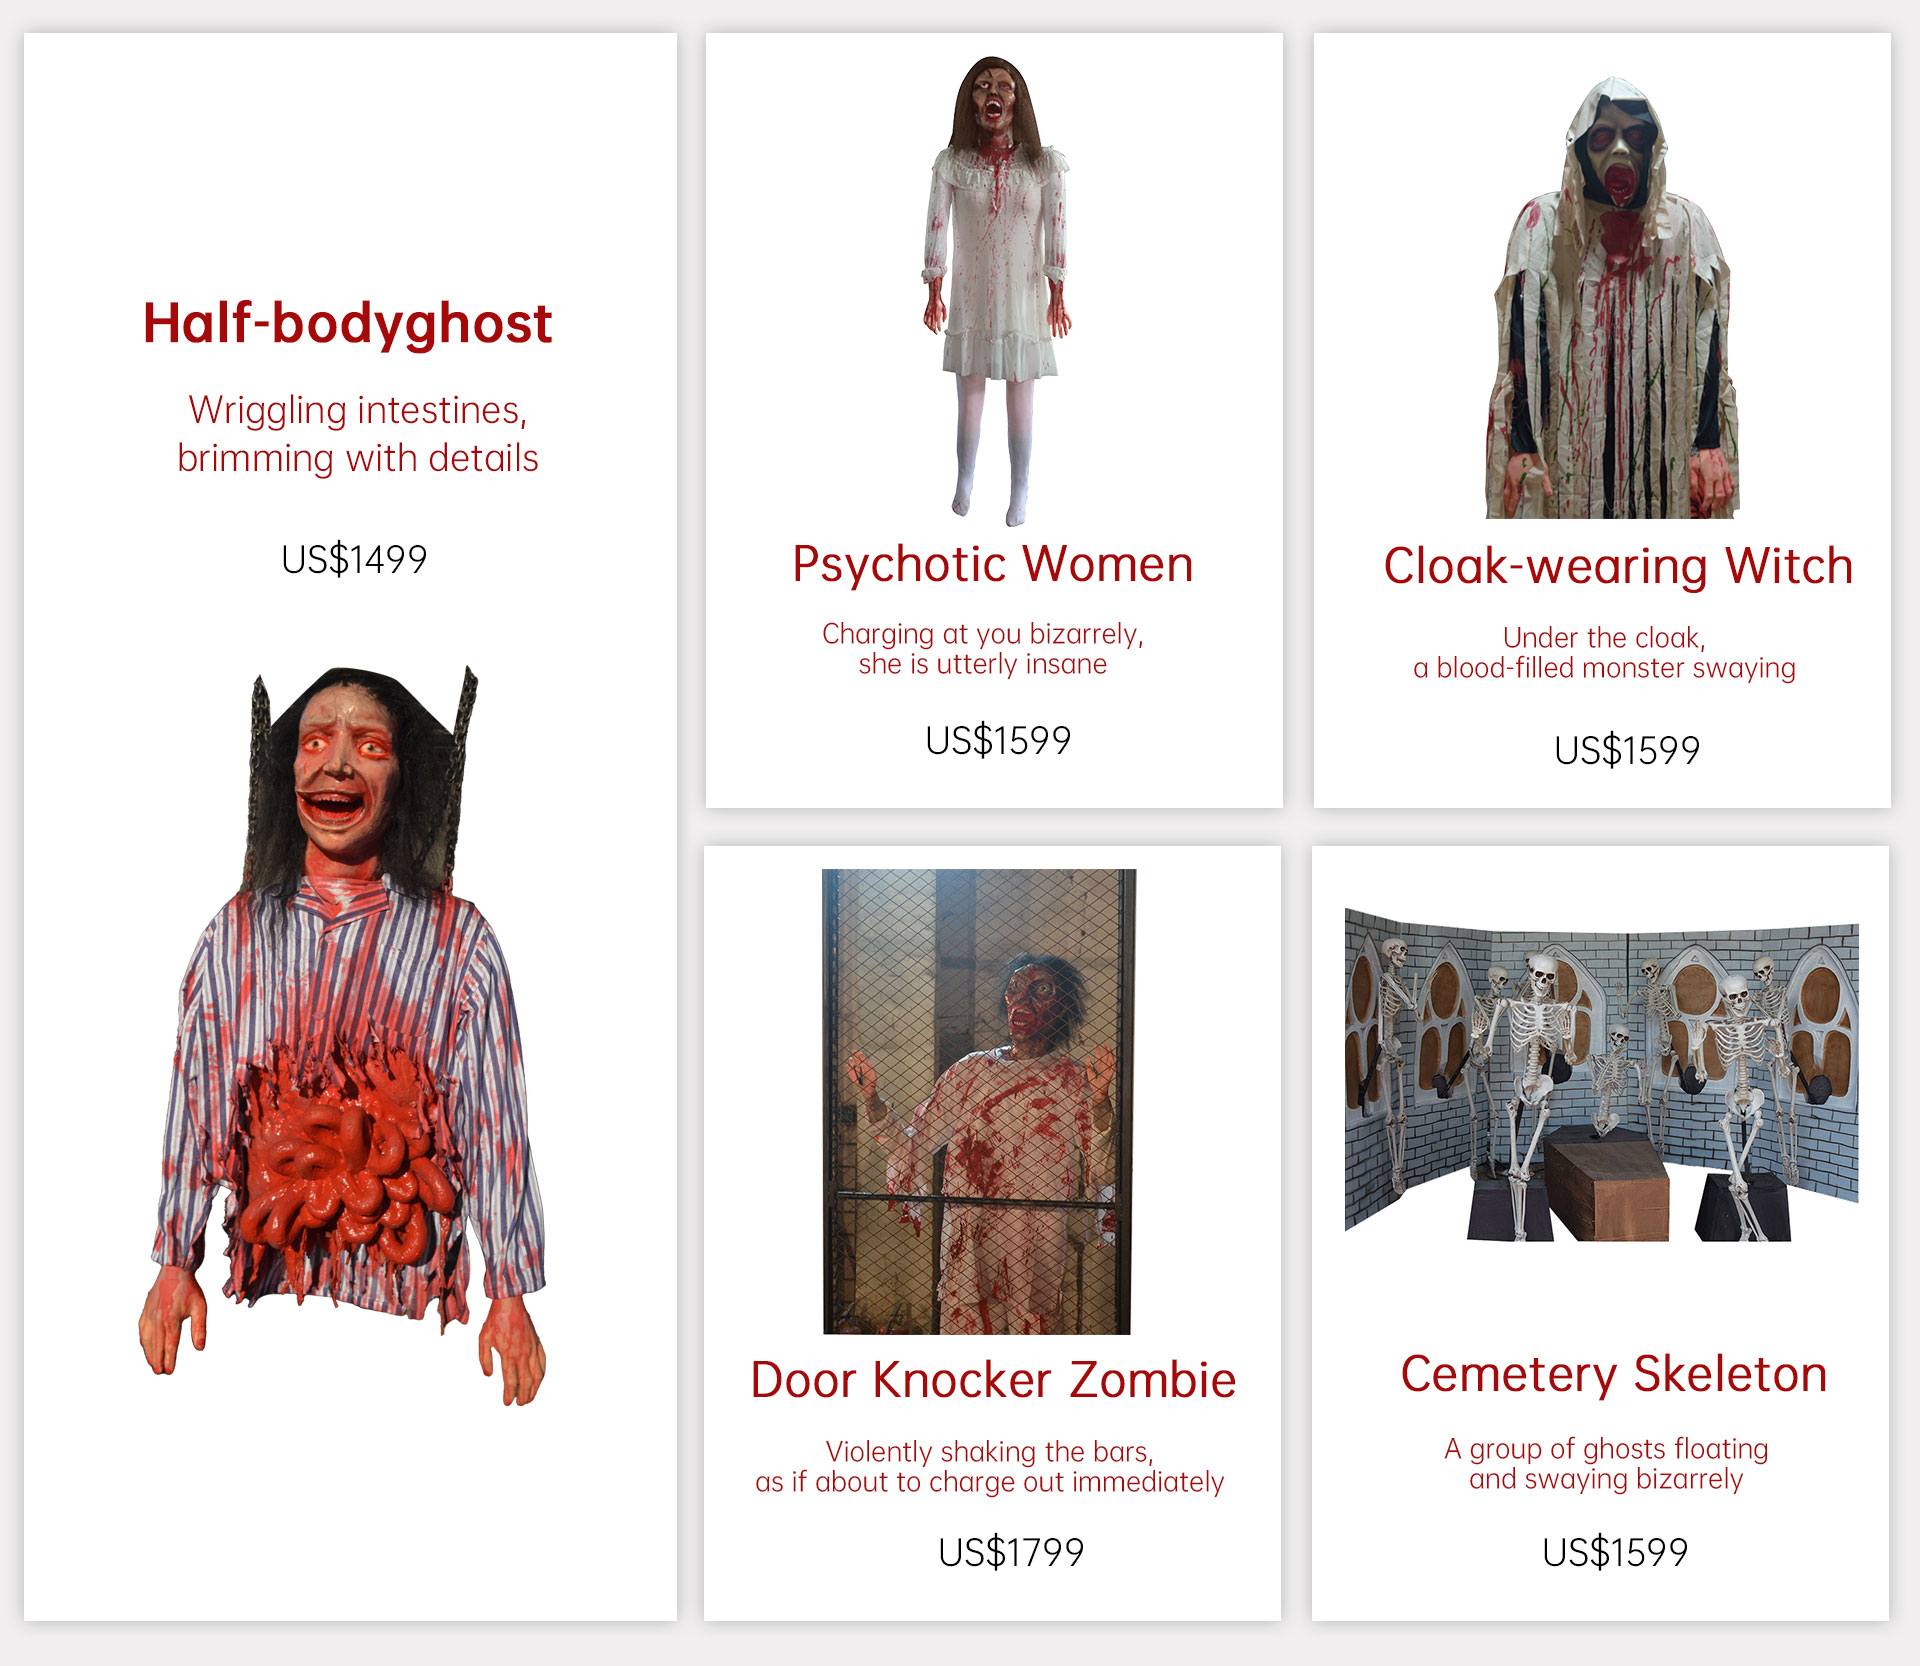 Half-bodyghost
Wriggling intestines,
brimming with details
US$1499
Psychotic Women
Charging at you bizarrely,
she is utterly insane
US$1599
Cloak-wearing Witch
Under the cloak,
a blood-filled monster swaying
US$1599
Door Knocker Zombie
Violently shaking the bars,
as if about to charge out immediately
US$1799
Cemetery Skeleton
A group of ghosts floating
and swaying bizarrely
US$1599